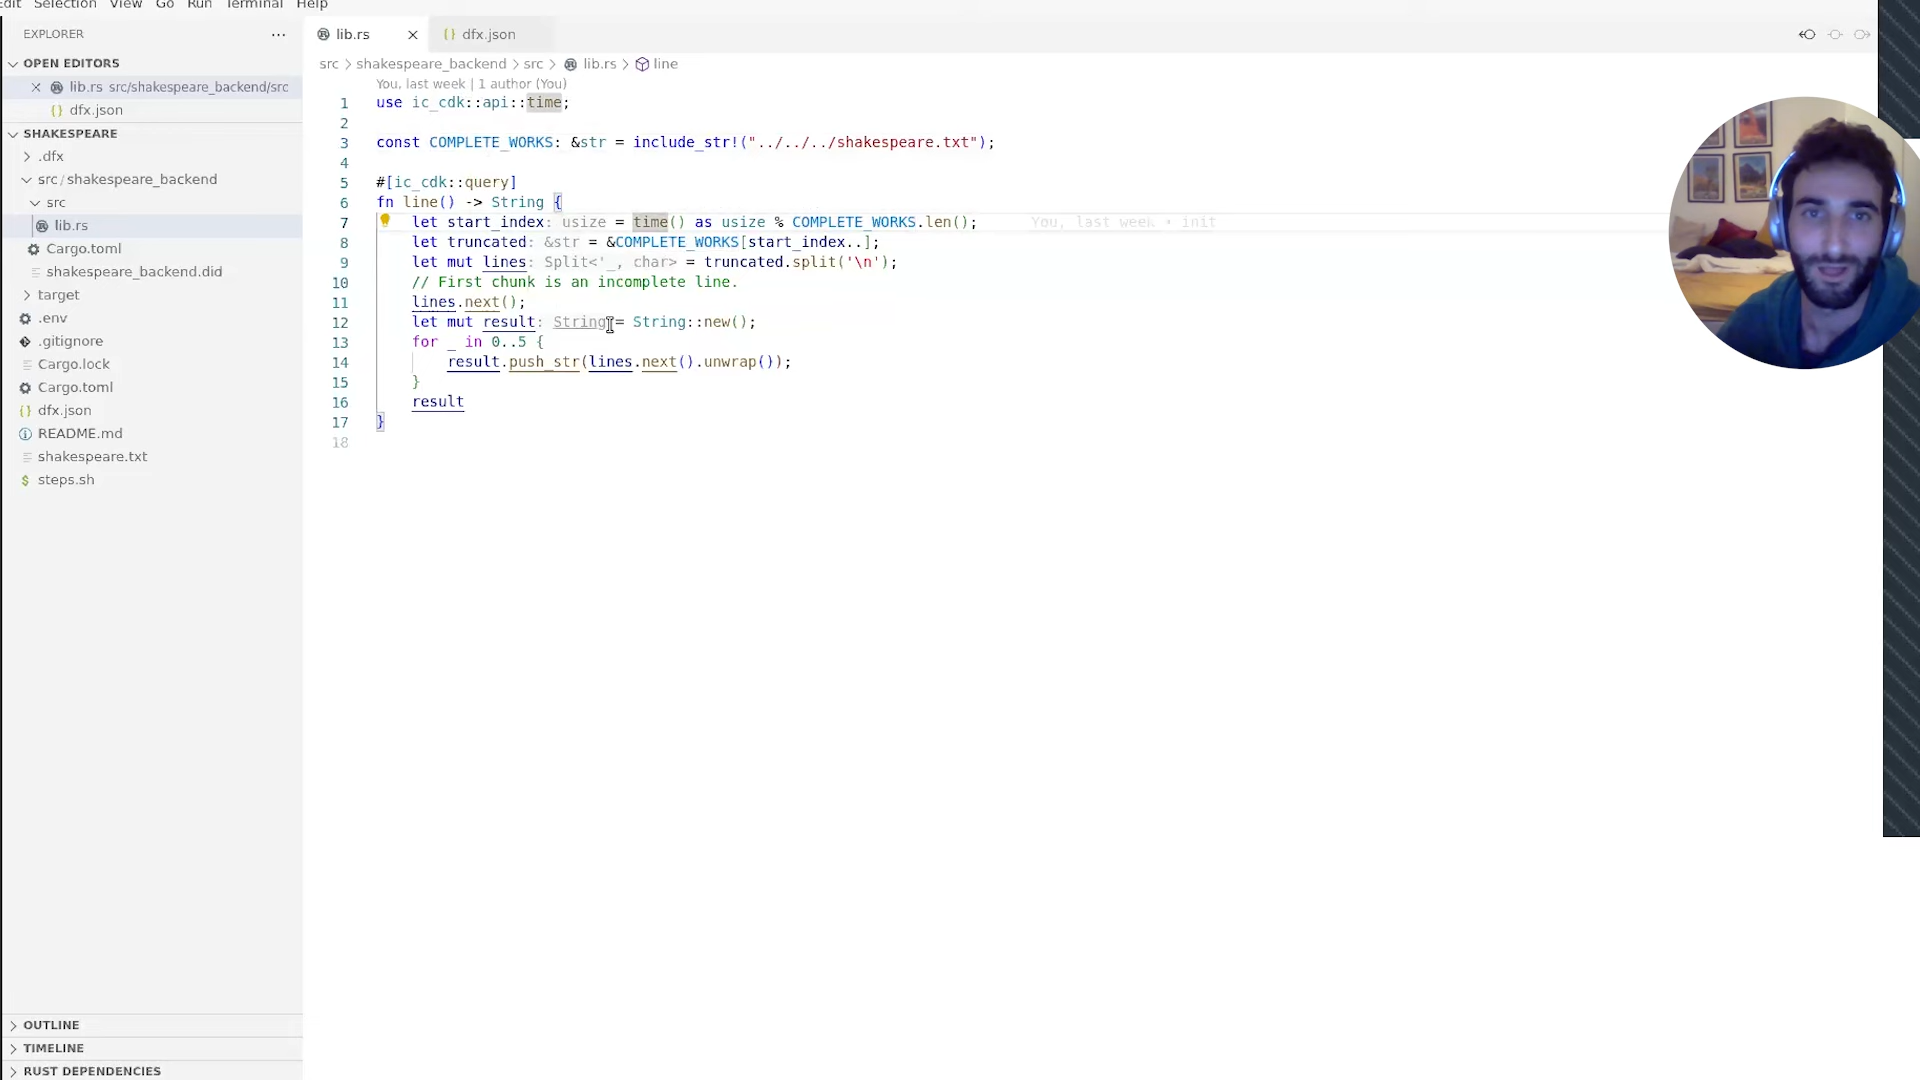 Edit Selection View Go Run Terminal Help
EXPLORER
OPEN EDITORS
lib.rs src/shakespeare_backend/src
dfx.json
SHAKESPEARE
.dfx
src/shakespeare_backend
src
lib.rs
Cargo.toml
shakespeare_backend.did
target
.env
.gitignore
Cargo.lock
Cargo.toml
dfx.json
README.md
shakespeare.txt
steps.sh
OUTLINE
TIMELINE
RUST DEPENDENCIES
lib.rs
dfx.json
src > shakespeare_backend > src > lib.rs > line
You, last week | 1 author (You)
1 use ic_cdk::api::time;
2
3 const COMPLETE_WORKS: &str = include_str!("../../../shakespeare.txt");
4
5 #[ic_cdk::query]
6 fn line() -> String {
7 let start_index: usize = time() as usize % COMPLETE_WORKS.len(); You, last week • init
8 let truncated: &str = &COMPLETE_WORKS[start_index..];
9 let mut lines: Split<'_, char> = truncated.split('\n');
10 // First chunk is an incomplete line.
11 lines.next();
12 let mut result: String = String::new();
13 for _ in 0..5 {
14 result.push_str(lines.next().unwrap());
15 }
16 result
17 }
18